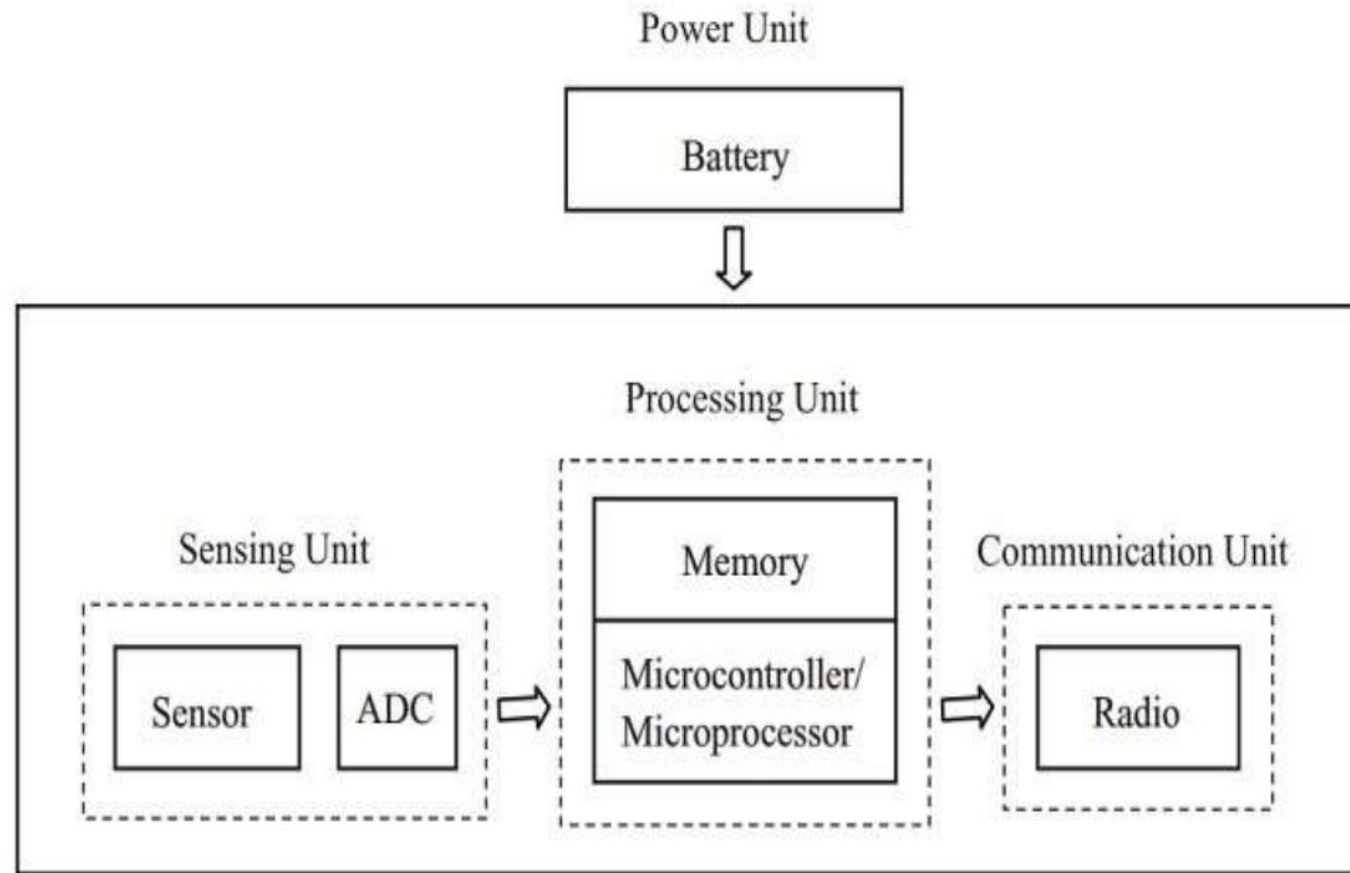 Power Unit
Battery
Processing Unit
Sensing Unit
Memory
Communication Unit
Sensor
ADC
Microcontroller/
Microprocessor
Radio